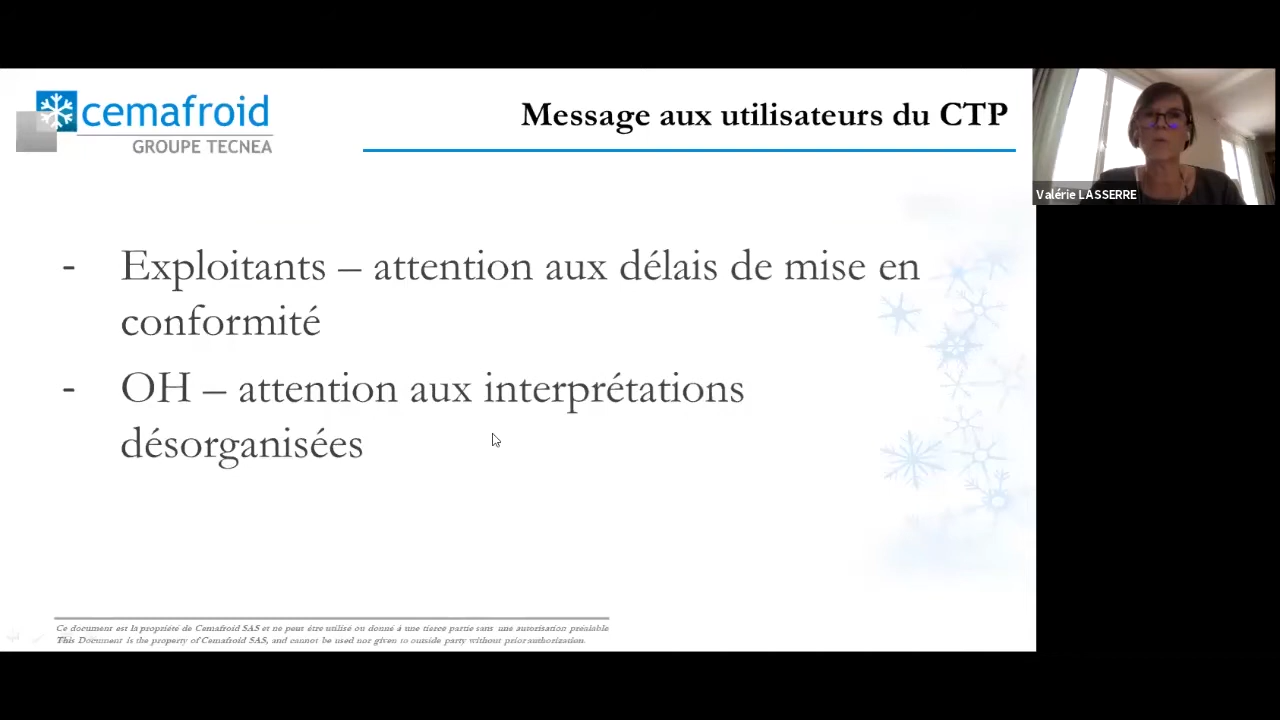 cemafroid
GROUPE TECNEA
Message aux utilisateurs du CTP
Valérie LASSERRE
- Exploitants – attention aux délais de mise en
conformité
- OH – attention aux interprétations
désorganisées
Ce document est la propriété de Cemafroid SAS et ne peut être utilisé ou donné à une tierce partie sans une autorisation préalable
This Document is the property of Cemafroid SAS, and cannot be used nor given to outside party without prior authorization.